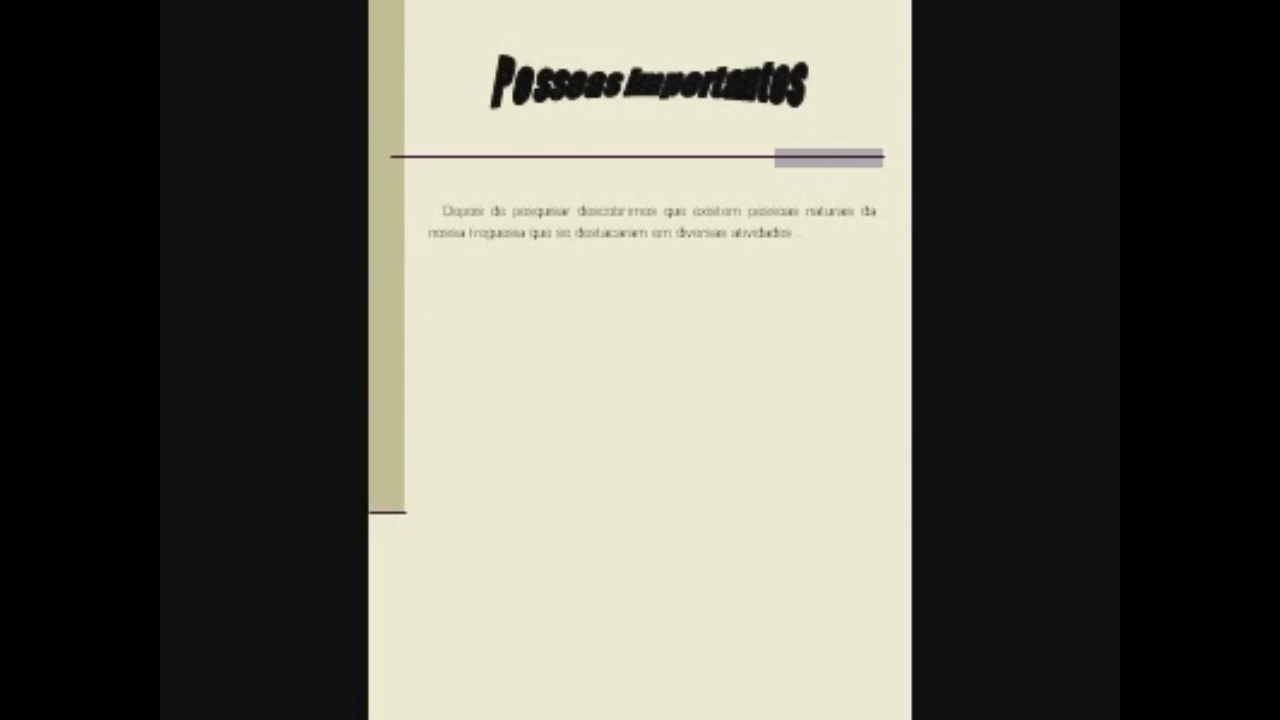 Pessoas Importantes
Depois de pesquisar descobrimos que existem pessoas naturais da
nossa freguesia que se destacaram em diversas atividades .